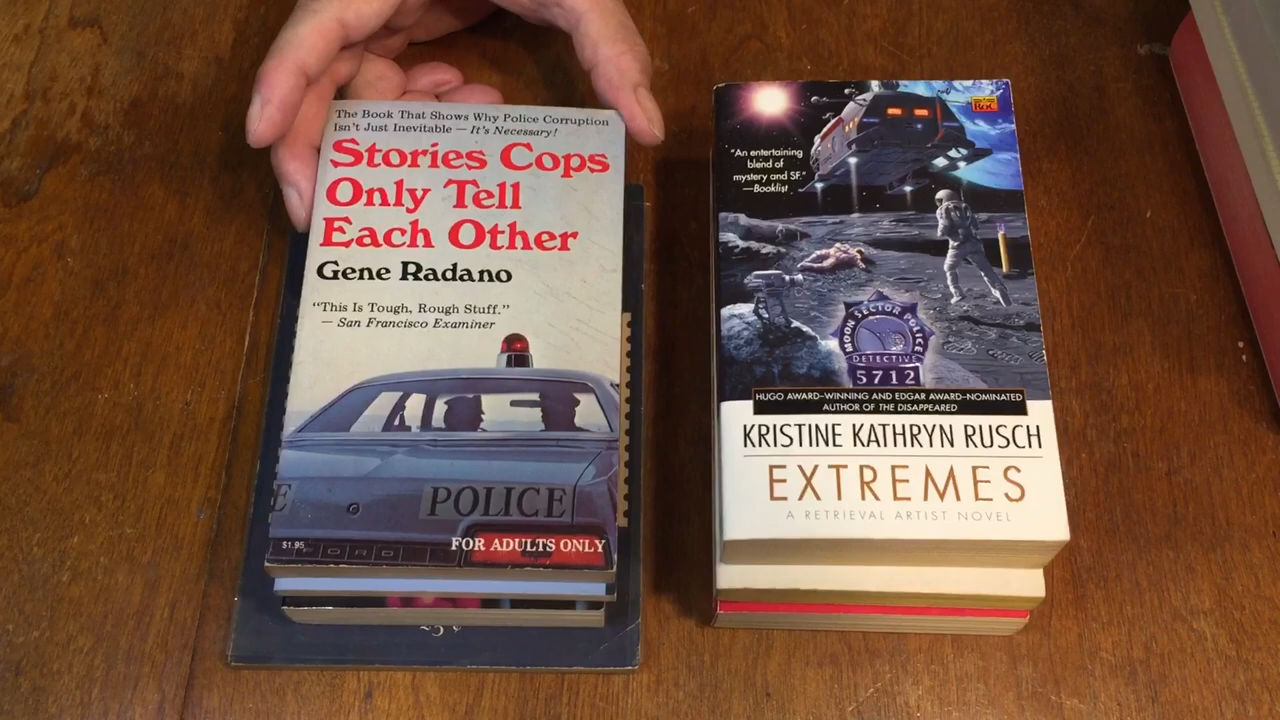 The Book That Shows Why Police Corruption
Isn't Just Inevitable — It's Necessary!
Stories Cops
Only Tell
Each Other
Gene Radano
"This Is Tough, Rough Stuff."
— San Francisco Examiner
E
POLICE
$1.95
FORD
FOR ADULTS ONLY
25¢
ROC
"An entertaining
blend of
mystery and SF."
—Booklist
MOON SECTOR POLICE
DETECTIVE
5712
HUGO AWARD–WINNING AND EDGAR AWARD–NOMINATED
AUTHOR OF THE DISAPPEARED
KRISTINE KATHRYN RUSCH
EXTREMES
A RETRIEVAL ARTIST NOVEL